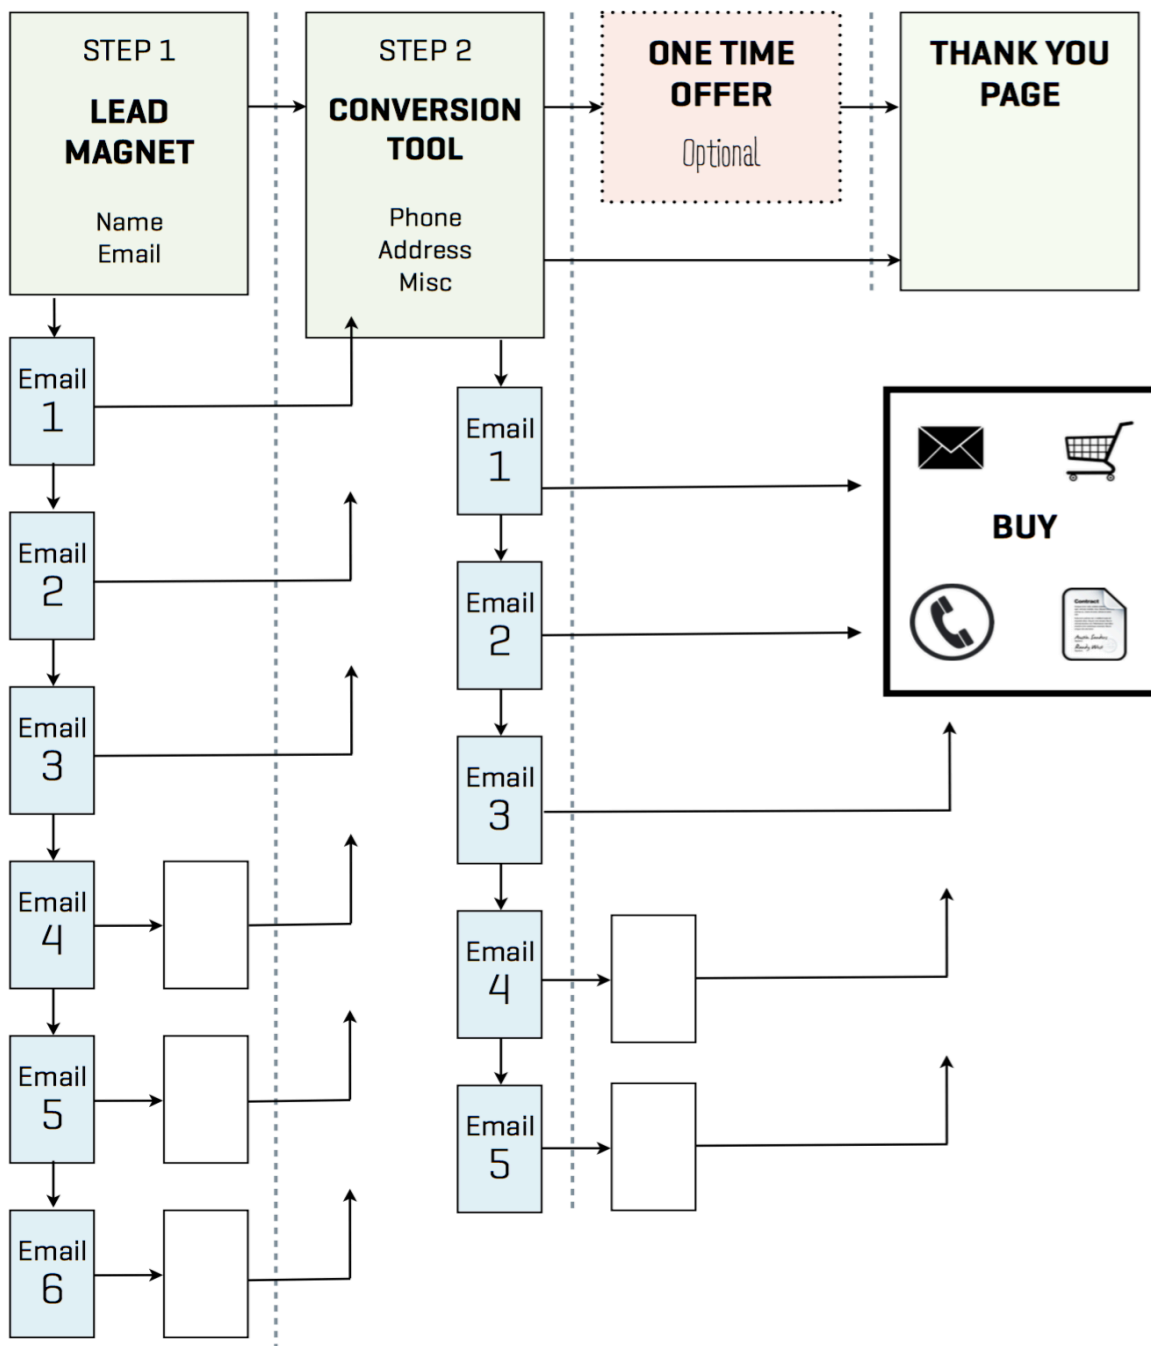 STEP 1
LEAD
MAGNET
Name
Email
STEP 2
CONVERSION
TOOL
Phone
Address
Misc
ONE TIME
OFFER
Optional
THANK YOU
PAGE
Email
1
Email
2
Email
3
Email
4
Email
5
Email
6
Email
1
Email
2
Email
3
Email
4
Email
5
BUY
Contract